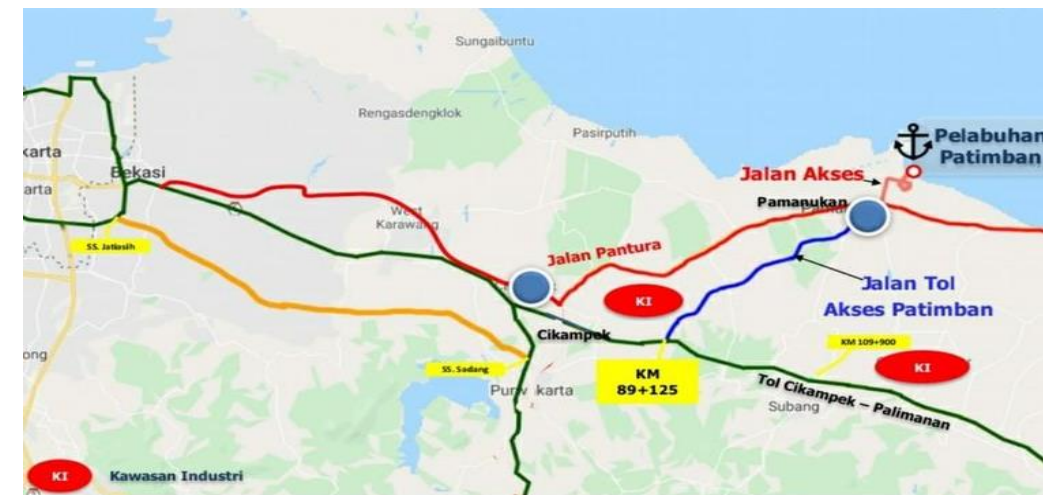 Sungaibuntu
Rengasdengklok
Pasirputih
Pelabuhan
Patimban
karta
arta
Bekasi
Jalan Akses
Pamanukan
West
Karawang
SS. Jatiasih
Jalan Pantura
KI
Jalan Tol
Akses Patimban
Cikampek
KM 109+900
KI
SS. Sadang
KM
89+125
Purw karta
Tol Cikampek – Palimanan
Subang
ong
KI
Kawasan Industri